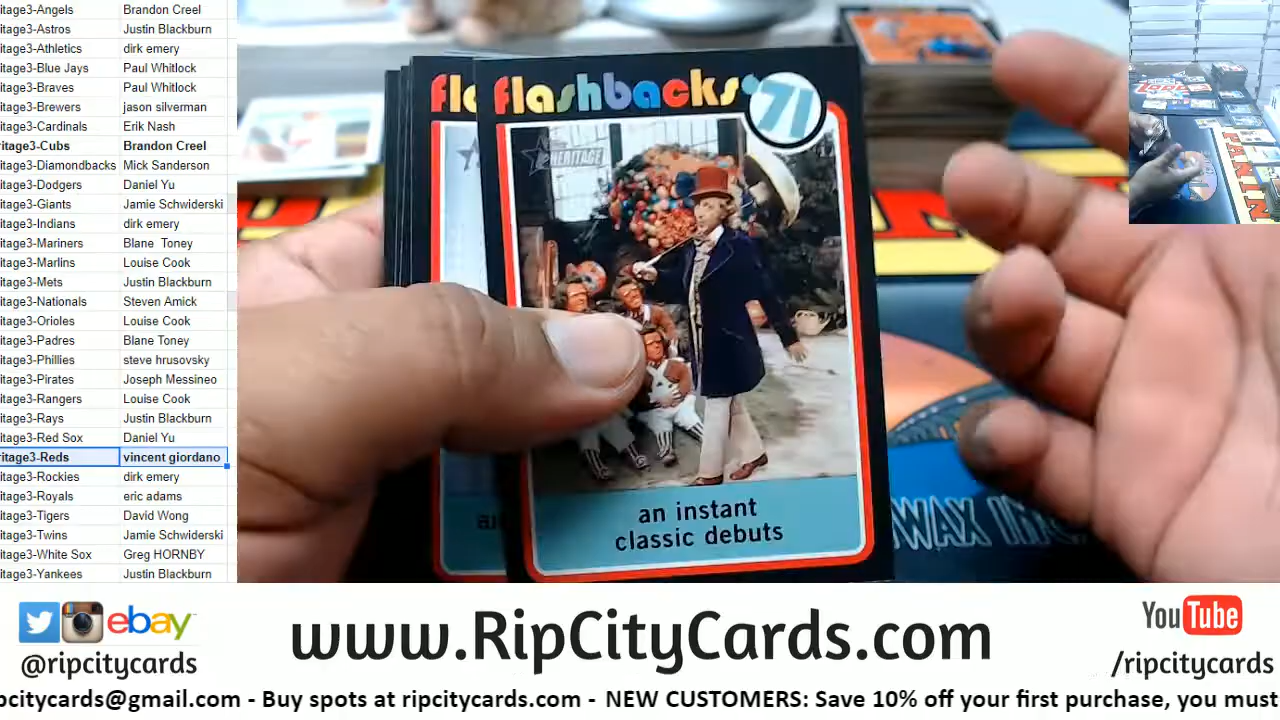 itage3-Angels Brandon Creel
itage3-Astros Justin Blackburn
itage3-Athletics dirk emery
itage3-Blue Jays Paul Whitlock
itage3-Braves Paul Whitlock
itage3-Brewers jason silverman
itage3-Cardinals Erik Nash
ritage3-Cubs Brandon Creel
itage3-Diamondbacks Mick Sanderson
itage3-Dodgers Daniel Yu
itage3-Giants Jamie Schwiderski
itage3-Indians dirk emery
itage3-Mariners Blane Toney
itage3-Marlins Louise Cook
itage3-Mets Justin Blackburn
itage3-Nationals Steven Amick
itage3-Orioles Louise Cook
itage3-Padres Blane Toney
itage3-Phillies steve hrusovsky
itage3-Pirates Joseph Messineo
itage3-Rangers Louise Cook
itage3-Rays Justin Blackburn
itage3-Red Sox Daniel Yu
ritage3-Reds vincent giordano
itage3-Rockies dirk emery
itage3-Royals eric adams
itage3-Tigers David Wong
itage3-Twins Jamie Schwiderski
itage3-White Sox Greg HORNBY
itage3-Yankees Justin Blackburn
fla
flashbacks '71
HERITAGE
an instant
classic debuts
PANIN
WAX
ebay
@ripcitycards
www.RipCityCards.com
YouTube
/ripcitycards
pcitycards@gmail.com - Buy spots at ripcitycards.com - NEW CUSTOMERS: Save 10% off your first purchase, you must